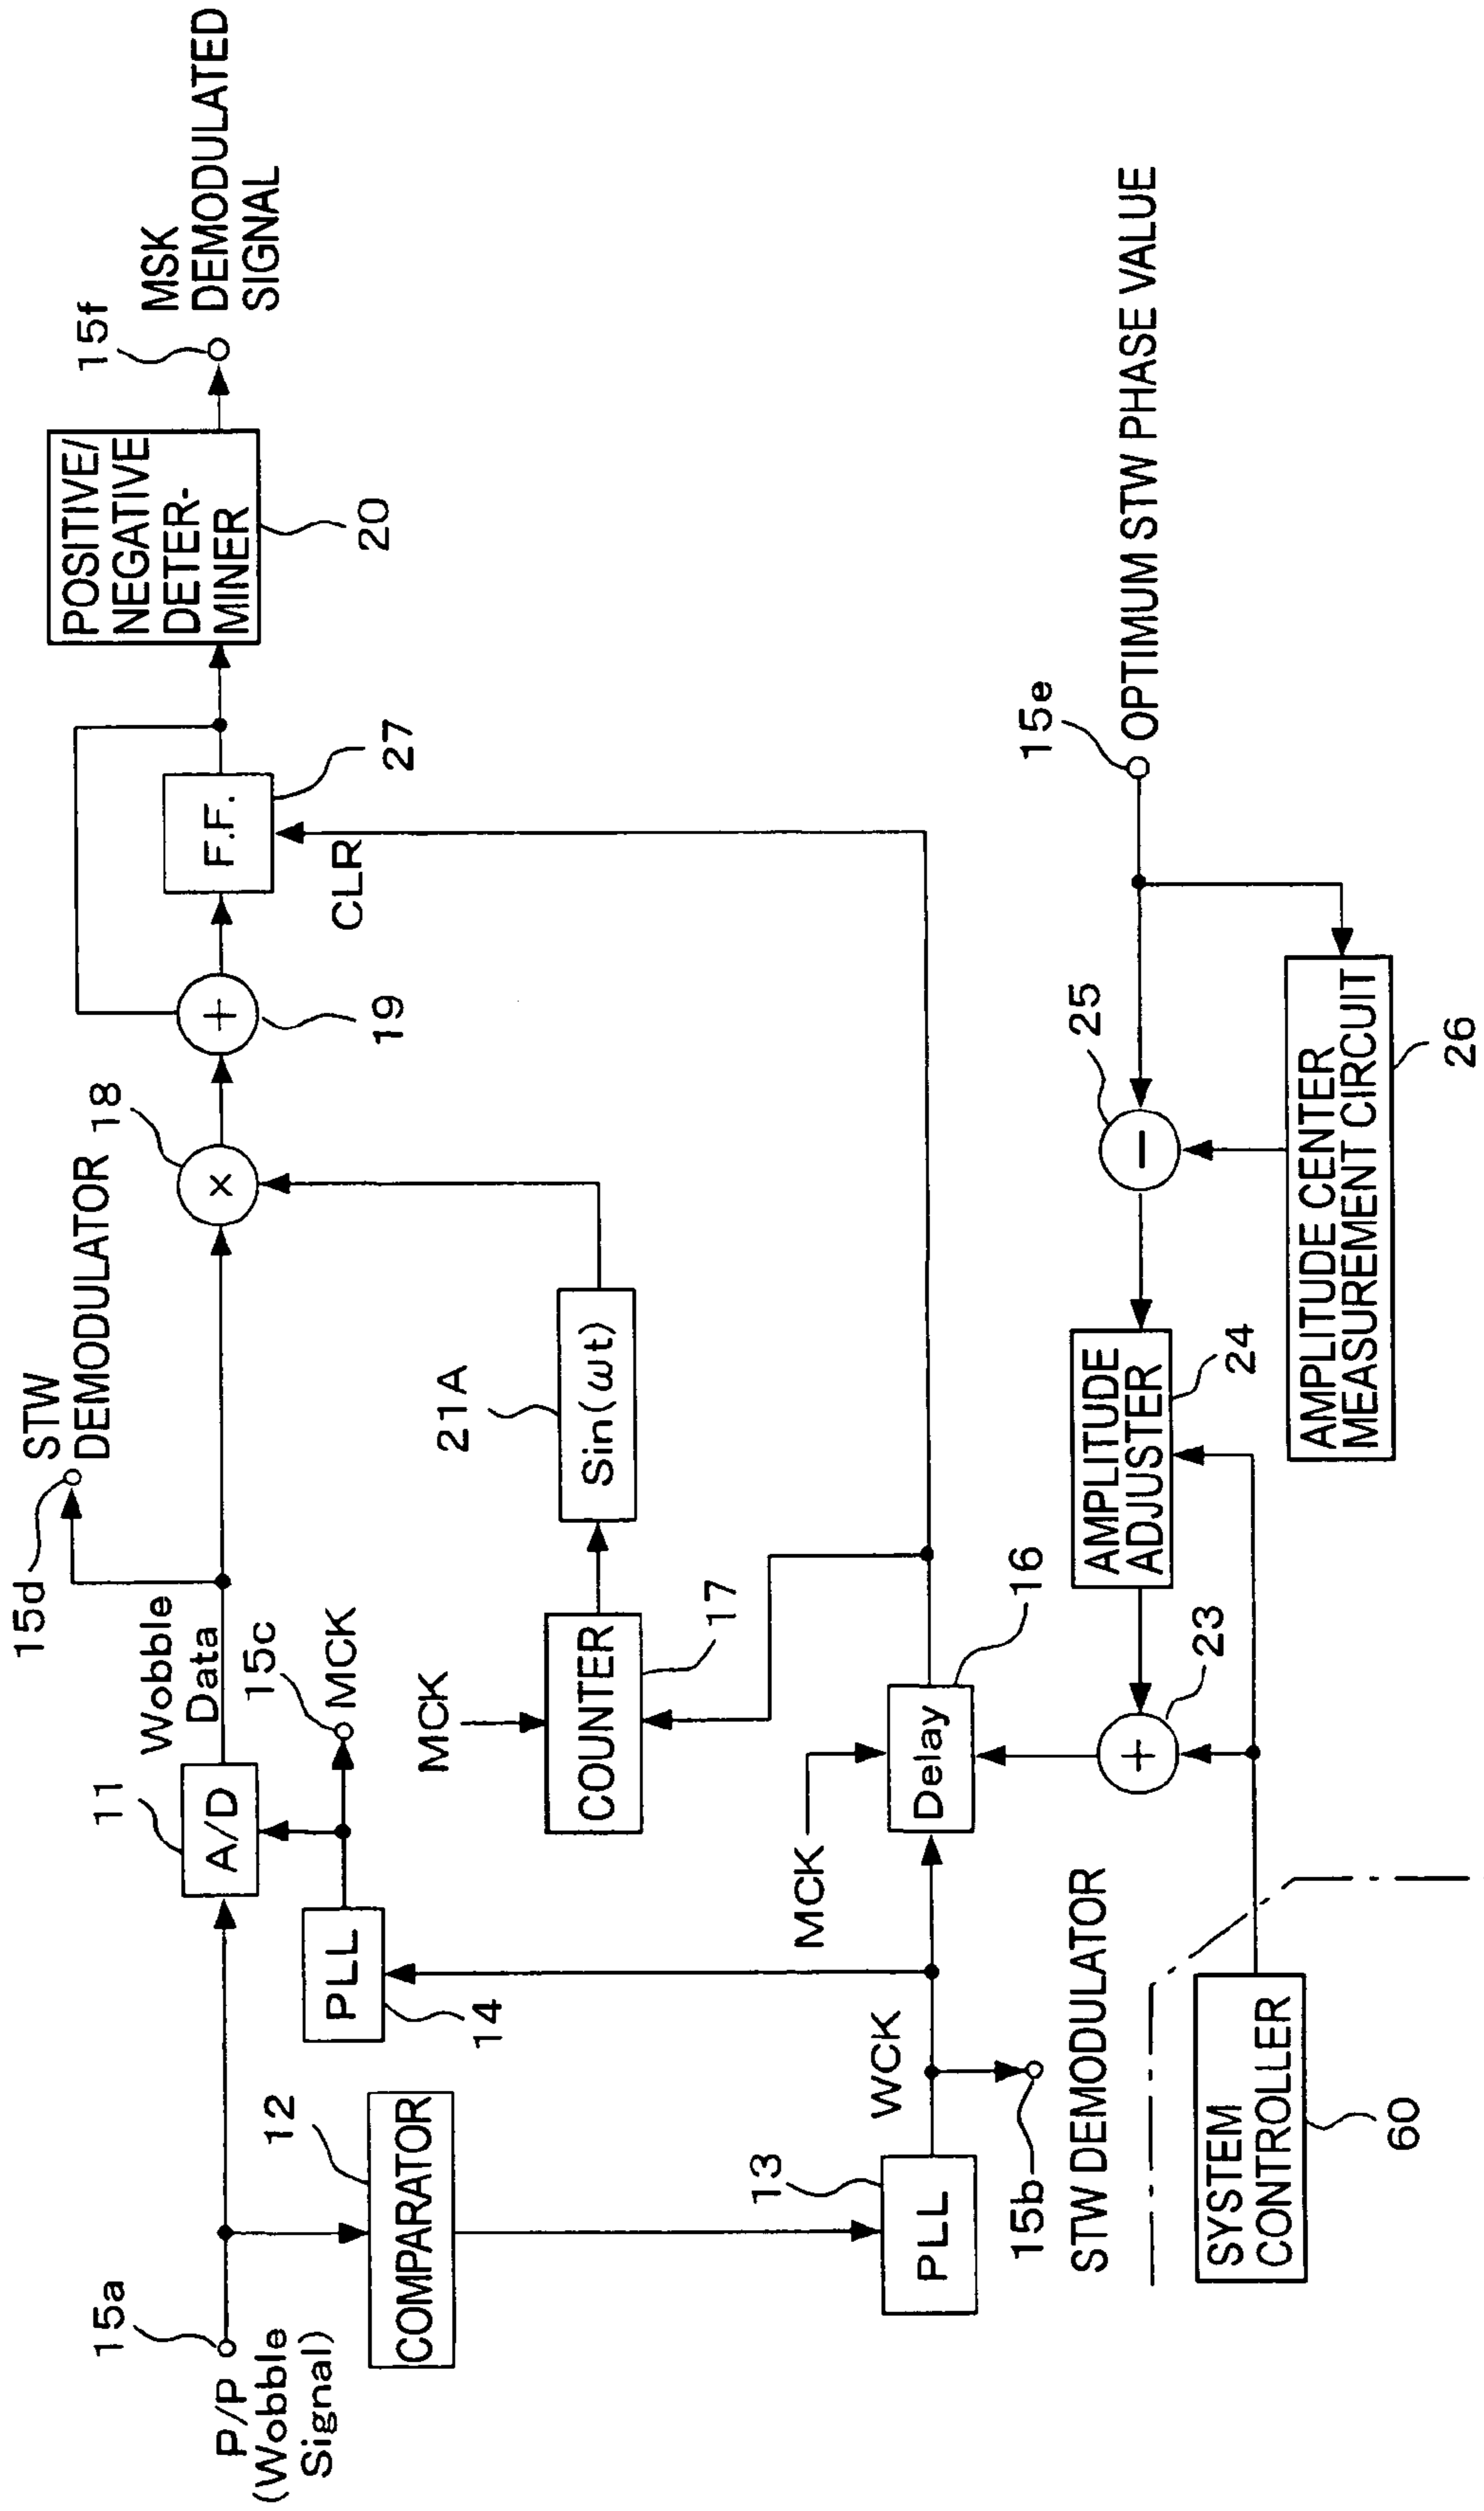 P/P
(Wobble
Signal)
15a
11
A/D
Wobble
Data
15d
STW
DEMODULATOR
18
×
19
+
F.F.
27
CLR
POSITIVE/
NEGATIVE
DETER-
MINER
20
15f
MSK
DEMODULATED
SIGNAL
12
COMPARATOR
PLL
14
15c
MCK
MCK
COUNTER
17
21A
Sin(ωt)
13
PLL
WCK
15b
STW DEMODULATOR
MCK
Delay
16
23
+
AMPLITUDE
ADJUSTER
24
25
−
15e
OPTIMUM STW PHASE VALUE
AMPLITUDE CENTER
MEASUREMENT CIRCUIT
26
SYSTEM
CONTROLLER
60